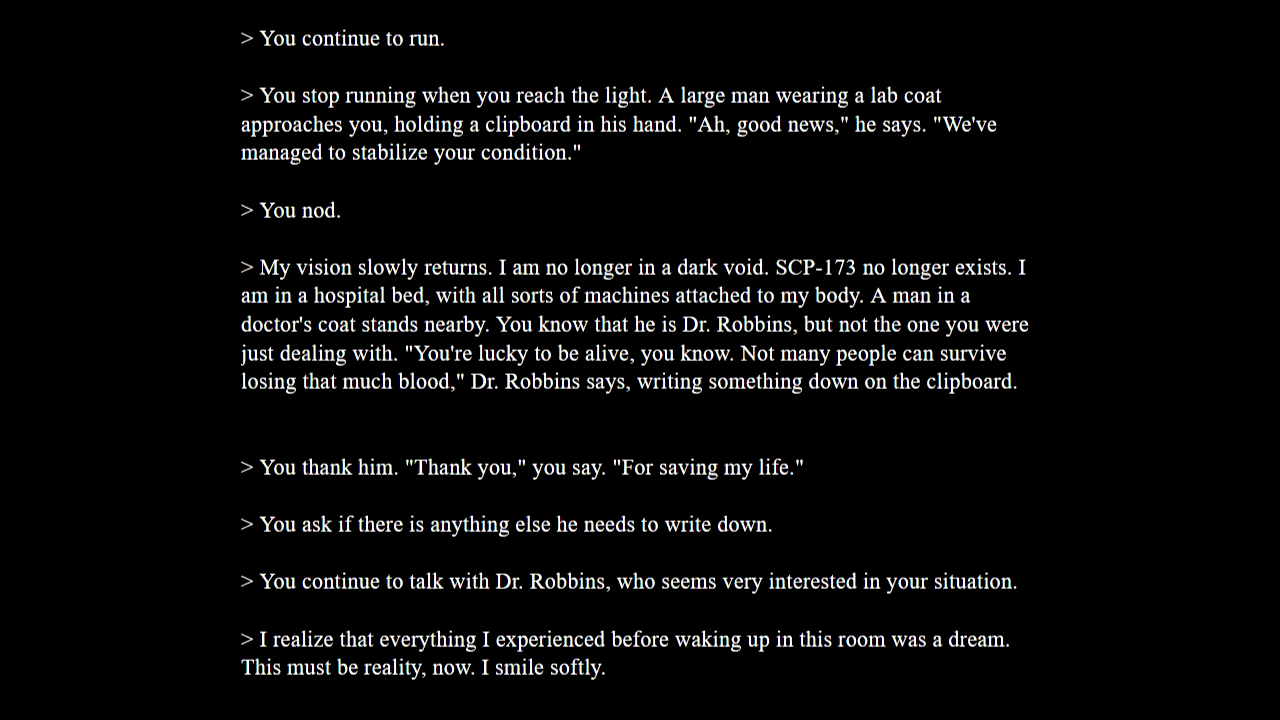 > You continue to run.
> You stop running when you reach the light. A large man wearing a lab coat
approaches you, holding a clipboard in his hand. "Ah, good news," he says. "We've
managed to stabilize your condition."
> You nod.
> My vision slowly returns. I am no longer in a dark void. SCP-173 no longer exists. I
am in a hospital bed, with all sorts of machines attached to my body. A man in a
doctor's coat stands nearby. You know that he is Dr. Robbins, but not the one you were
just dealing with. "You're lucky to be alive, you know. Not many people can survive
losing that much blood," Dr. Robbins says, writing something down on the clipboard.
> You thank him. "Thank you," you say. "For saving my life."
> You ask if there is anything else he needs to write down.
> You continue to talk with Dr. Robbins, who seems very interested in your situation.
> I realize that everything I experienced before waking up in this room was a dream.
This must be reality, now. I smile softly.